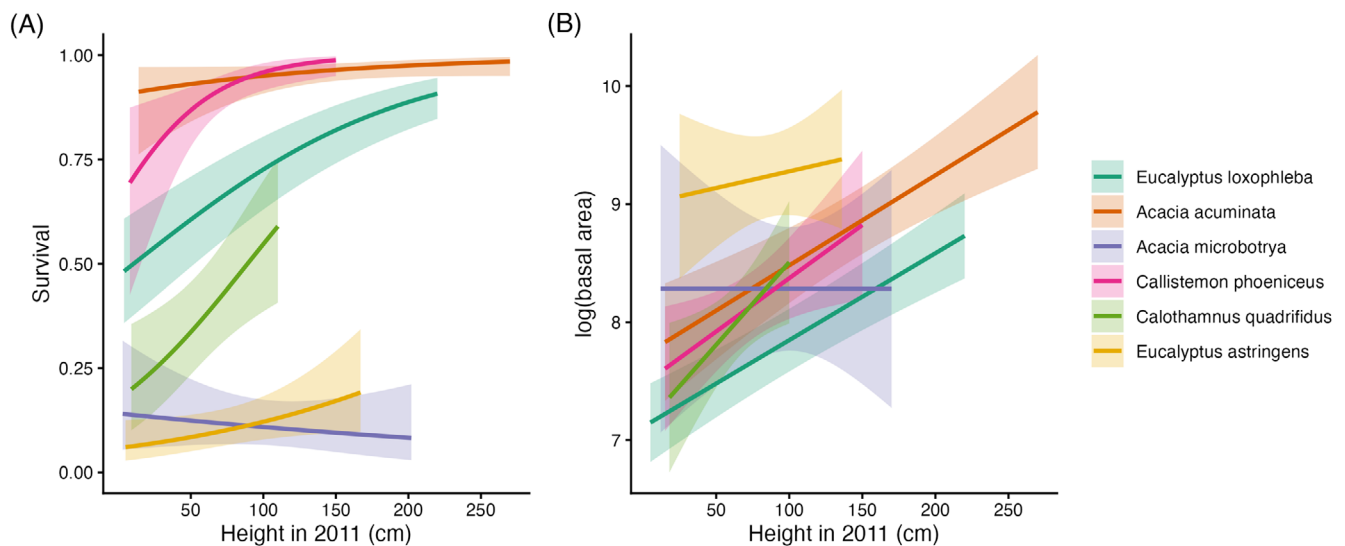 (A)
Survival
1.00
0.75
0.50
0.25
0.00
50 100 150 200 250
Height in 2011 (cm)
(B)
log(basal area)
10
9
8
7
50 100 150 200 250
Height in 2011 (cm)
Eucalyptus loxophleba
Acacia acuminata
Acacia microbotrya
Callistemon phoeniceus
Calothamnus quadrifidus
Eucalyptus astringens